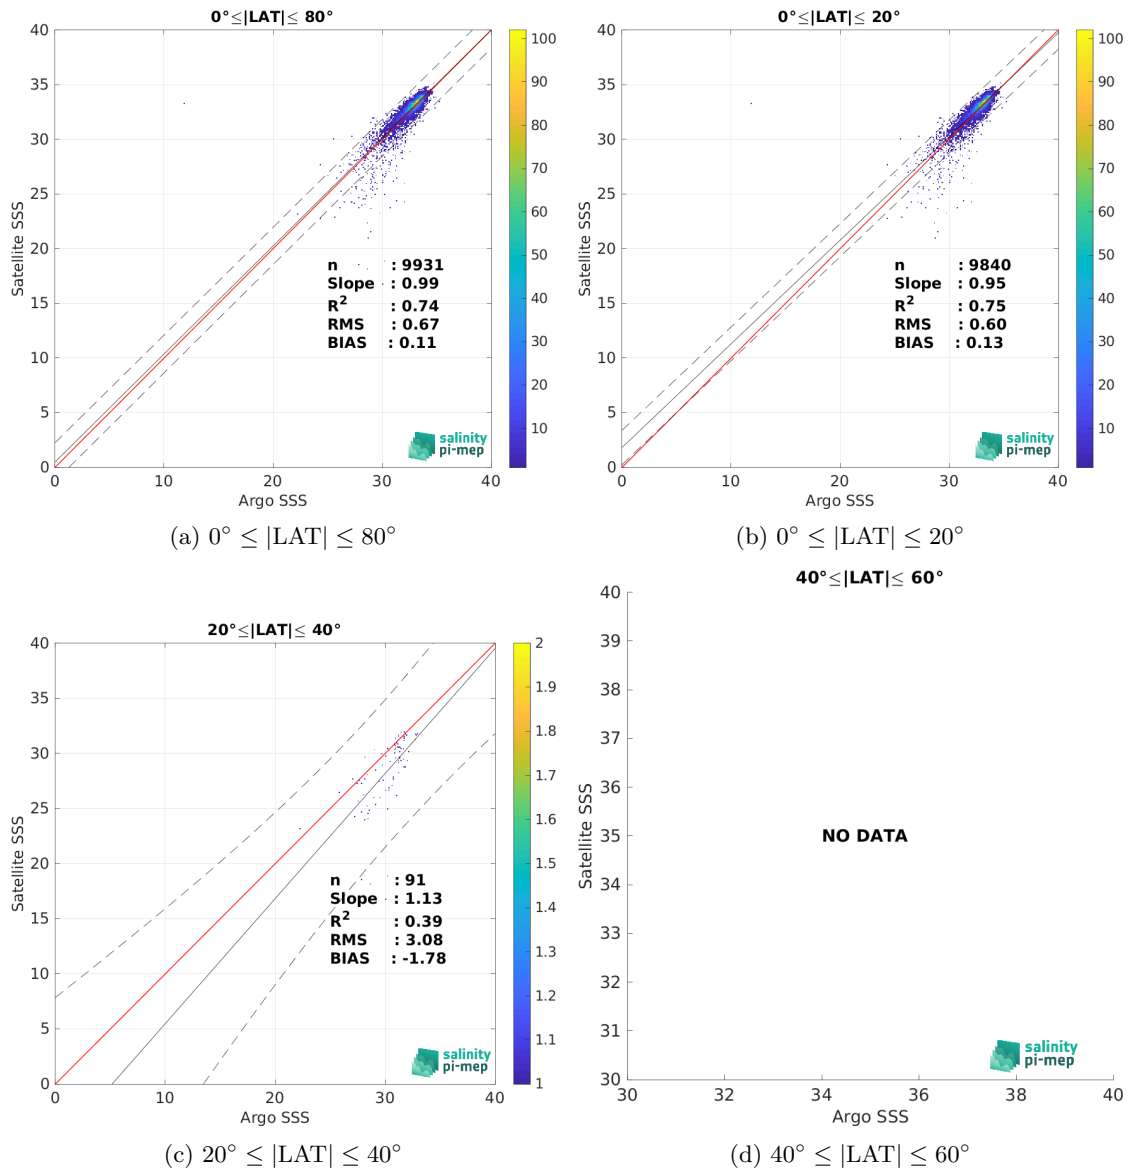 0°≤|LAT|≤ 80°
40
35
30
25
20
15
10
5
0
Satellite SSS
n : 9931
Slope : 0.99
R² : 0.74
RMS : 0.67
BIAS : 0.11
salinity
pi-mep
0 10 20 30 40
Argo SSS
100
90
80
70
60
50
40
30
20
10
(a) 0° ≤ |LAT| ≤ 80°
0°≤|LAT|≤ 20°
40
35
30
25
20
15
10
5
0
Satellite SSS
n : 9840
Slope : 0.95
R² : 0.75
RMS : 0.60
BIAS : 0.13
salinity
pi-mep
0 10 20 30 40
Argo SSS
100
90
80
70
60
50
40
30
20
10
(b) 0° ≤ |LAT| ≤ 20°
20°≤|LAT|≤ 40°
40
35
30
25
20
15
10
5
0
Satellite SSS
n : 91
Slope : 1.13
R² : 0.39
RMS : 3.08
BIAS : -1.78
salinity
pi-mep
0 10 20 30 40
Argo SSS
2
1.9
1.8
1.7
1.6
1.5
1.4
1.3
1.2
1.1
1
(c) 20° ≤ |LAT| ≤ 40°
40°≤|LAT|≤ 60°
40
39
38
37
36
35
34
33
32
31
30
Satellite SSS
NO DATA
salinity
pi-mep
30 32 34 36 38 40
Argo SSS
(d) 40° ≤ |LAT| ≤ 60°